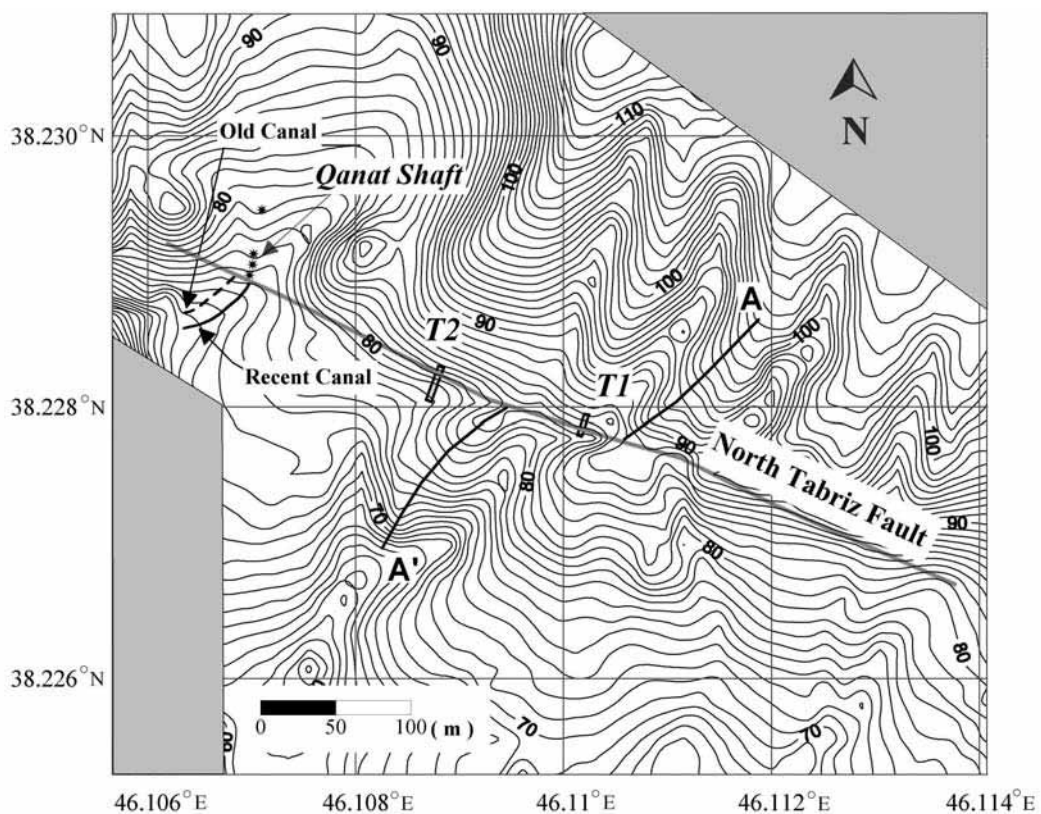 90
90
110
N
38.230°N
Old Canal
Qanat Shaft
100
80
100
A
90
100
T2
80
Recent Canal
T1
38.228°N
100
90
North Tabriz Fault
80
90
70
80
A'
80
38.226°N
70
70
0 50 100 (m)
46.106°E 46.108°E 46.11°E 46.112°E 46.114°E